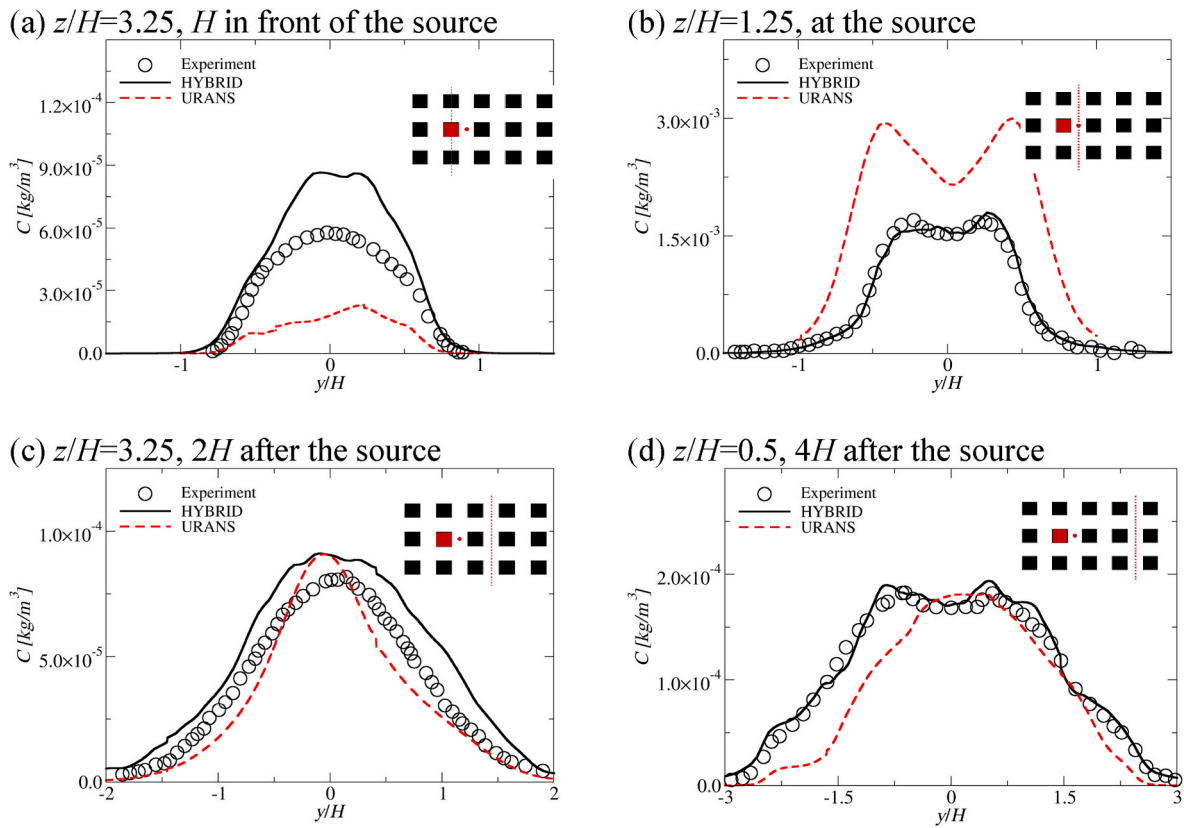 (a) z/H=3.25, H in front of the source
Experiment
HYBRID
URANS
1.2×10⁻⁴
9.0×10⁻⁵
6.0×10⁻⁵
3.0×10⁻⁵
0.0
C [kg/m³]
-1 0 1
y/H
(b) z/H=1.25, at the source
Experiment
HYBRID
URANS
3.0×10⁻³
1.5×10⁻³
0.0
C [kg/m³]
-1 0 1
y/H
(c) z/H=3.25, 2H after the source
Experiment
HYBRID
URANS
1.0×10⁻⁴
5.0×10⁻⁵
0.0
C [kg/m³]
-2 -1 0 1 2
y/H
(d) z/H=0.5, 4H after the source
Experiment
HYBRID
URANS
2.0×10⁻⁴
1.0×10⁻⁴
0.0×10⁰
C [kg/m³]
-3 -1.5 0 1.5 3
y/H